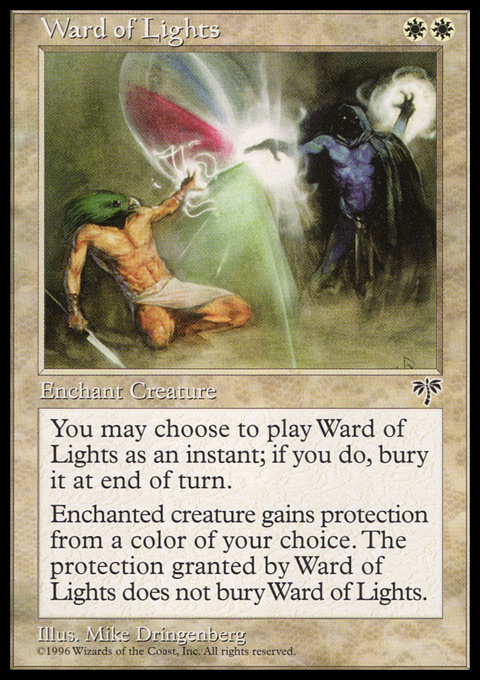 Ward of Lights
Enchant Creature
You may choose to play Ward of
Lights as an instant; if you do, bury
it at end of turn.
Enchanted creature gains protection
from a color of your choice. The
protection granted by Ward of
Lights does not bury Ward of Lights.
Illus. Mike Dringenberg
©1996 Wizards of the Coast, Inc. All rights reserved.